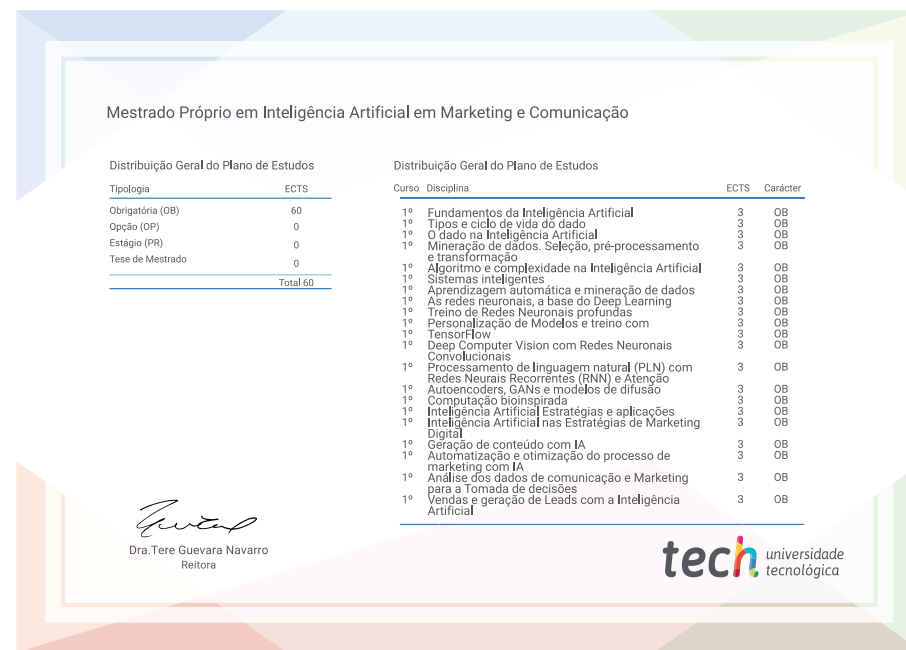 Mestrado Próprio em Inteligência Artificial em Marketing e Comunicação
Distribuição Geral do Plano de Estudos
Tipologia ECTS
Obrigatória (OB) 60
Opção (OP) 0
Estágio (PR) 0
Tese de Mestrado 0
Total 60
Distribuição Geral do Plano de Estudos
Curso Disciplina ECTS Carácter
1º Fundamentos da Inteligência Artificial 3 OB
1º Tipos e ciclo de vida do dado 3 OB
1º O dado na Inteligência Artificial 3 OB
1º Mineração de dados. Seleção, pré-processamento 3 OB
e transformação
1º Algoritmo e complexidade na Inteligência Artificial 3 OB
1º Sistemas inteligentes 3 OB
1º Aprendizagem automática e mineração de dados 3 OB
1º As redes neuronais, a base do Deep Learning 3 OB
1º Treino de Redes Neuronais profundas 3 OB
1º Personalização de Modelos e treino com 3 OB
1º TensorFlow 3 OB
1º Deep Computer Vision com Redes Neuronais 3 OB
Convolucionais
1º Processamento de linguagem natural (PLN) com 3 OB
Redes Neurais Recorrentes (RNN) e Atenção
1º Autoencoders, GANs e modelos de difusão 3 OB
1º Computação bioinspirada 3 OB
1º Inteligência Artificial Estratégias e aplicações 3 OB
1º Inteligência Artificial nas Estratégias de Marketing 3 OB
Digital
1º Geração de conteúdo com IA 3 OB
1º Automatização e otimização do processo de 3 OB
marketing com IA
1º Análise dos dados de comunicação e Marketing 3 OB
para a Tomada de decisões
1º Vendas e geração de Leads com a Inteligência 3 OB
Artificial
Dra.Tere Guevara Navarro
Reitora
tech universidade
tecnológica